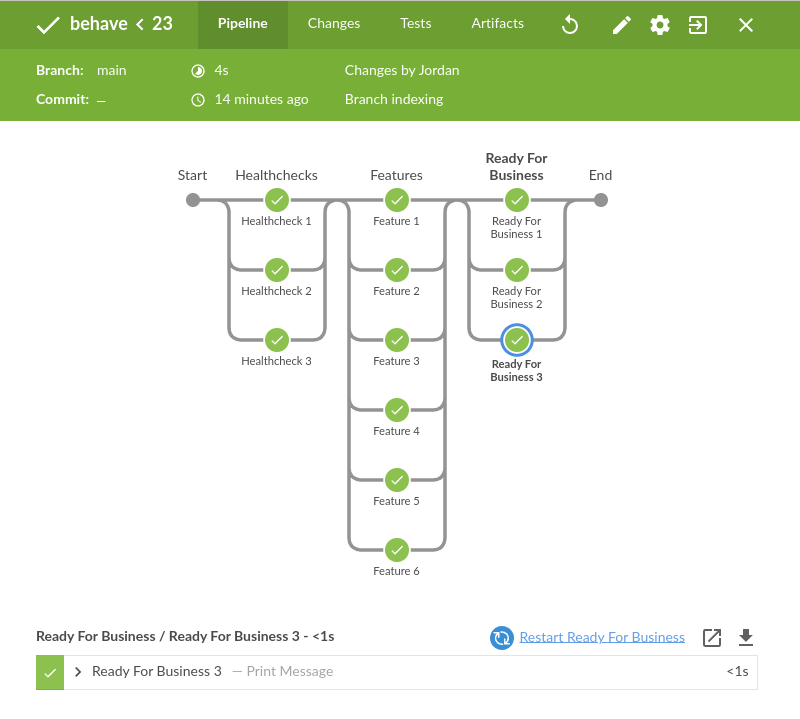 behave < 23 Pipeline Changes Tests Artifacts
Branch: main 4s Changes by Jordan
Commit: – 14 minutes ago Branch indexing
Start Healthchecks Features Ready For Business End
Healthcheck 1 Feature 1 Ready For Business 1
Healthcheck 2 Feature 2 Ready For Business 2
Healthcheck 3 Feature 3 Ready For Business 3
Feature 4
Feature 5
Feature 6
Ready For Business / Ready For Business 3 - <1s Restart Ready For Business
Ready For Business 3 — Print Message <1s